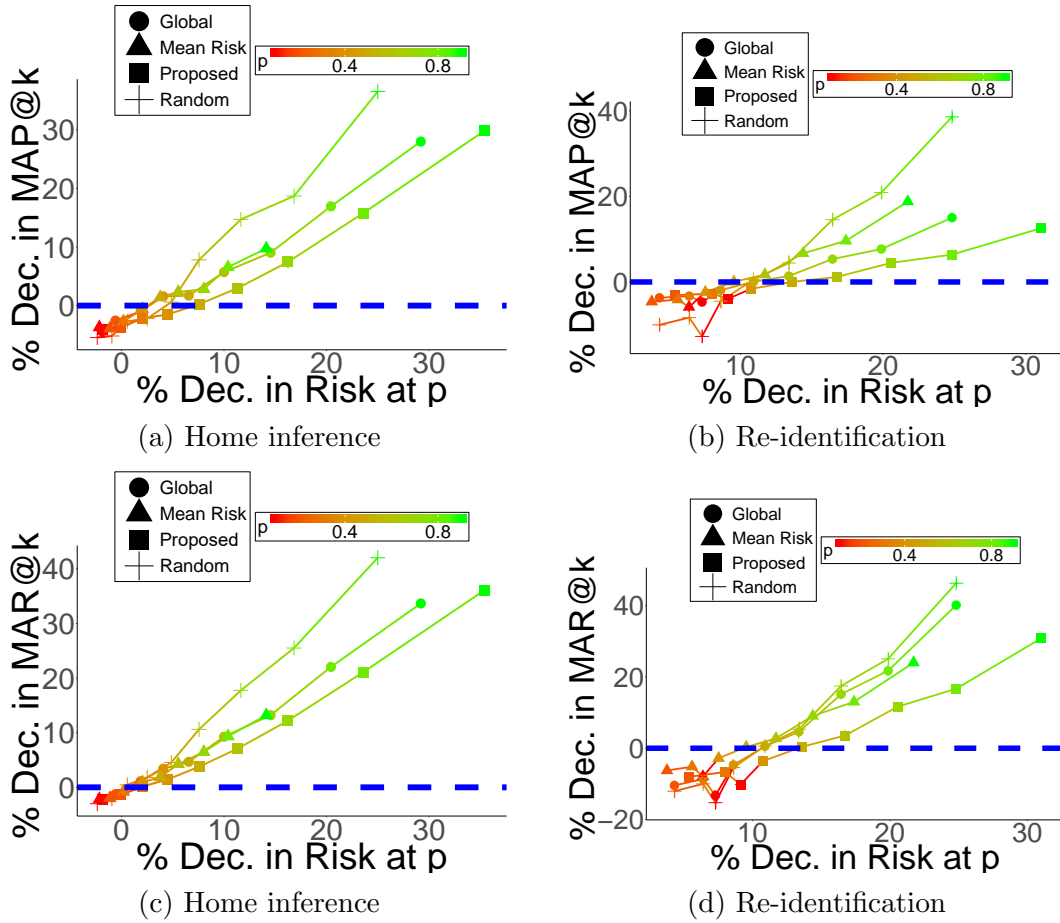 Global
Mean Risk
Proposed
Random
p 0.4 0.8
% Dec. in MAP@k
30
20
10
0
0 10 20 30
% Dec. in Risk at p
(a) Home inference
Global
Mean Risk
Proposed
Random
p 0.4 0.8
% Dec. in MAP@k
40
20
0
10 20 30
% Dec. in Risk at p
(b) Re-identification
Global
Mean Risk
Proposed
Random
p 0.4 0.8
% Dec. in MAR@k
40
30
20
10
0
0 10 20 30
% Dec. in Risk at p
(c) Home inference
Global
Mean Risk
Proposed
Random
p 0.4 0.8
% Dec. in MAR@k
40
20
0
−20
10 20 30
% Dec. in Risk at p
(d) Re-identification